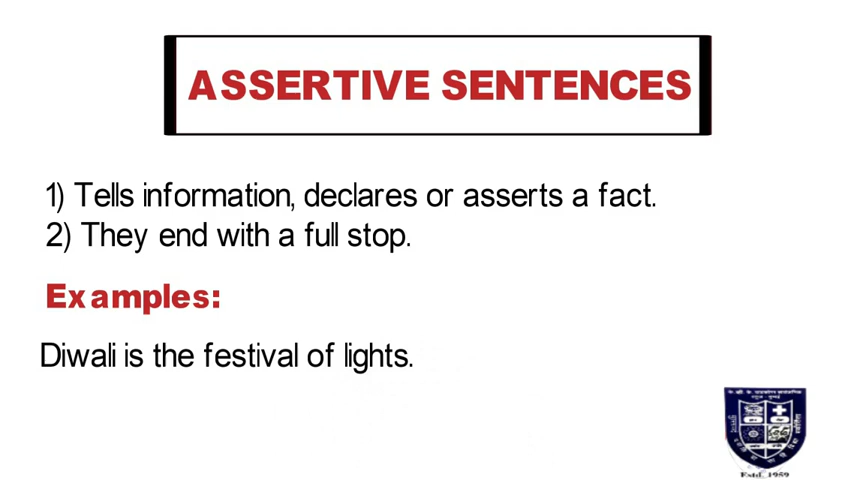 ASSERTIVE SENTENCES
1) Tells information, declares or asserts a fact.
2) They end with a full stop.
Examples:
Diwali is the festival of lights.
Estd. 1959